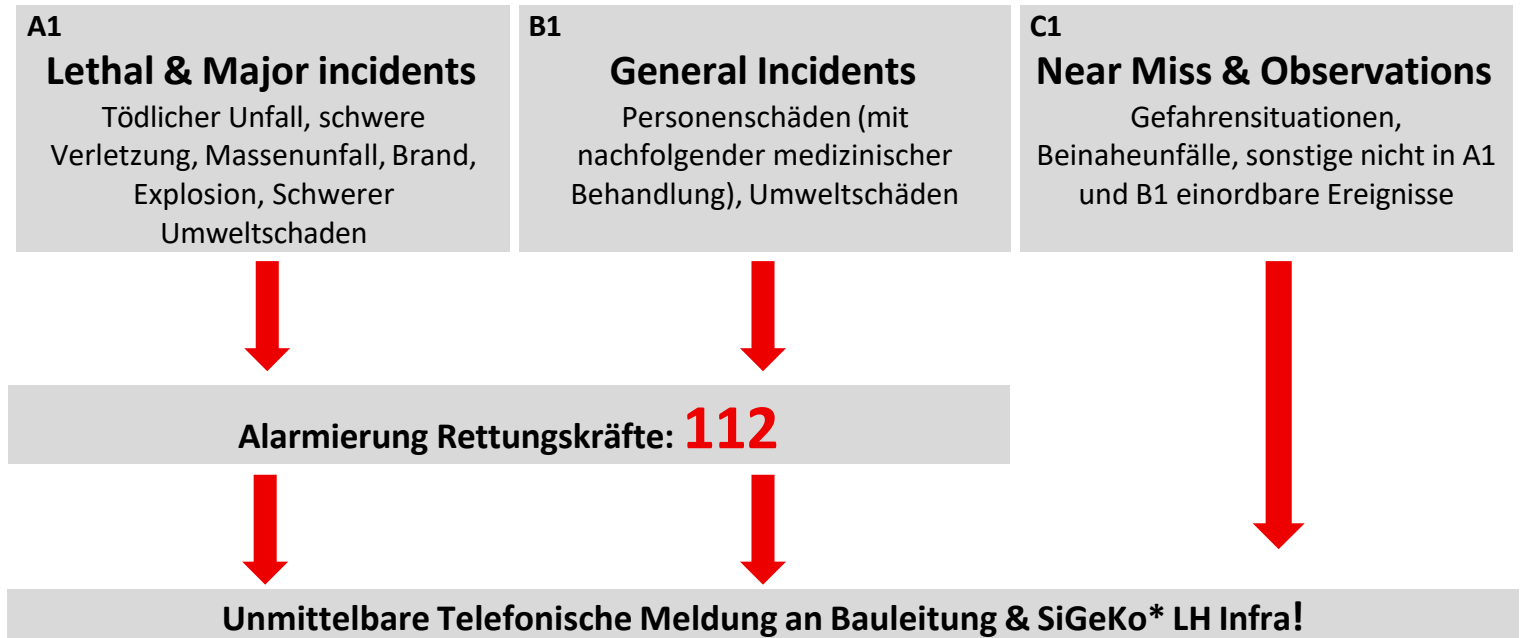 A1
Lethal & Major incidents
Tödlicher Unfall, schwere
Verletzung, Massenunfall, Brand,
Explosion, Schwerer
Umweltschaden
B1
General Incidents
Personenschäden (mit
nachfolgender medizinischer
Behandlung), Umweltschäden
C1
Near Miss & Observations
Gefahrensituationen,
Beinaheunfälle, sonstige nicht in A1
und B1 einordbare Ereignisse
Alarmierung Rettungskräfte: 112
Unmittelbare Telefonische Meldung an Bauleitung & SiGeKo* LH Infra!